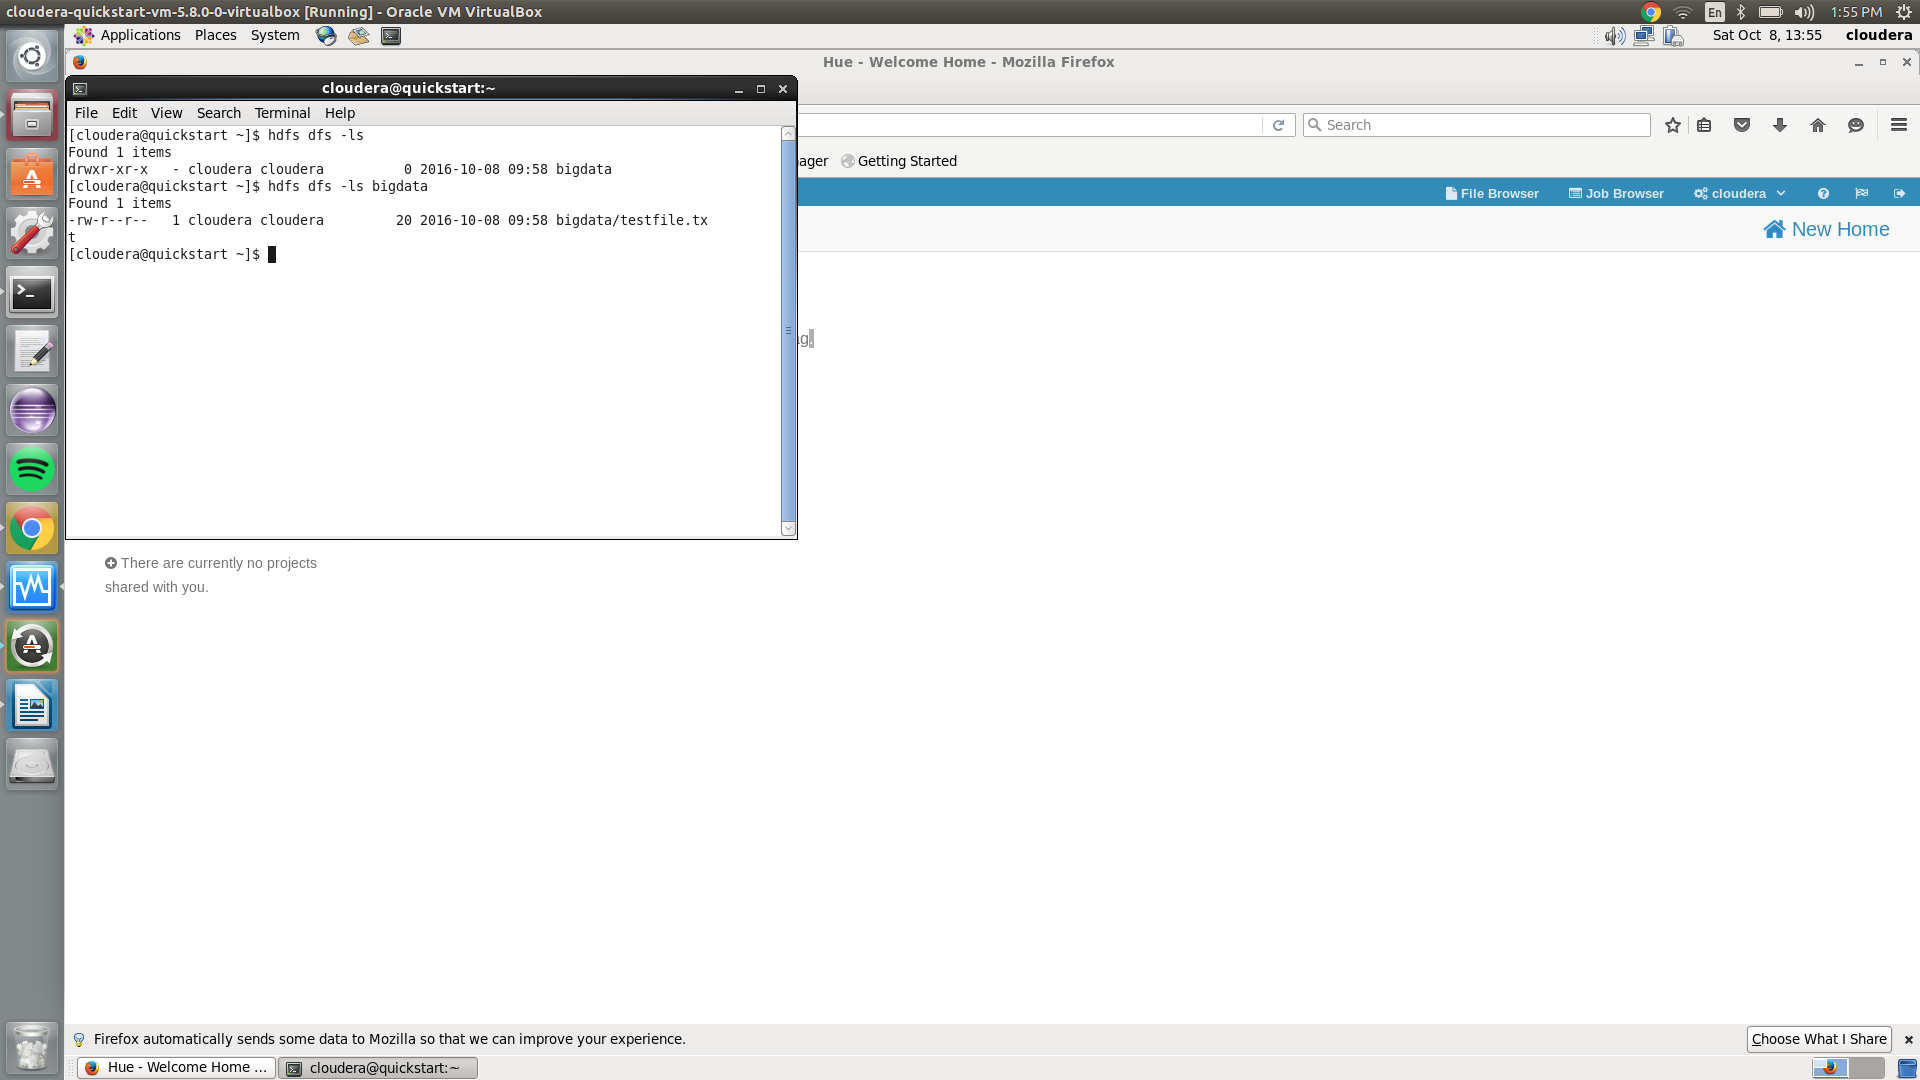 cloudera-quickstart-vm-5.8.0-0-virtualbox [Running] - Oracle VM VirtualBox
En
1:55 PM
Applications Places System
Sat Oct 8, 13:55 cloudera
Hue - Welcome Home - Mozilla Firefox
cloudera@quickstart:~
File Edit View Search Terminal Help
Search
[cloudera@quickstart ~]$ hdfs dfs -ls
Found 1 items
drwxr-xr-x   - cloudera cloudera          0 2016-10-08 09:58 bigdata
[cloudera@quickstart ~]$ hdfs dfs -ls bigdata
Found 1 items
-rw-r--r--   1 cloudera cloudera         20 2016-10-08 09:58 bigdata/testfile.tx
t
[cloudera@quickstart ~]$
ager Getting Started
File Browser Job Browser cloudera
New Home
There are currently no projects
shared with you.
Firefox automatically sends some data to Mozilla so that we can improve your experience.
Choose What I Share
Hue - Welcome Home ...
cloudera@quickstart:~